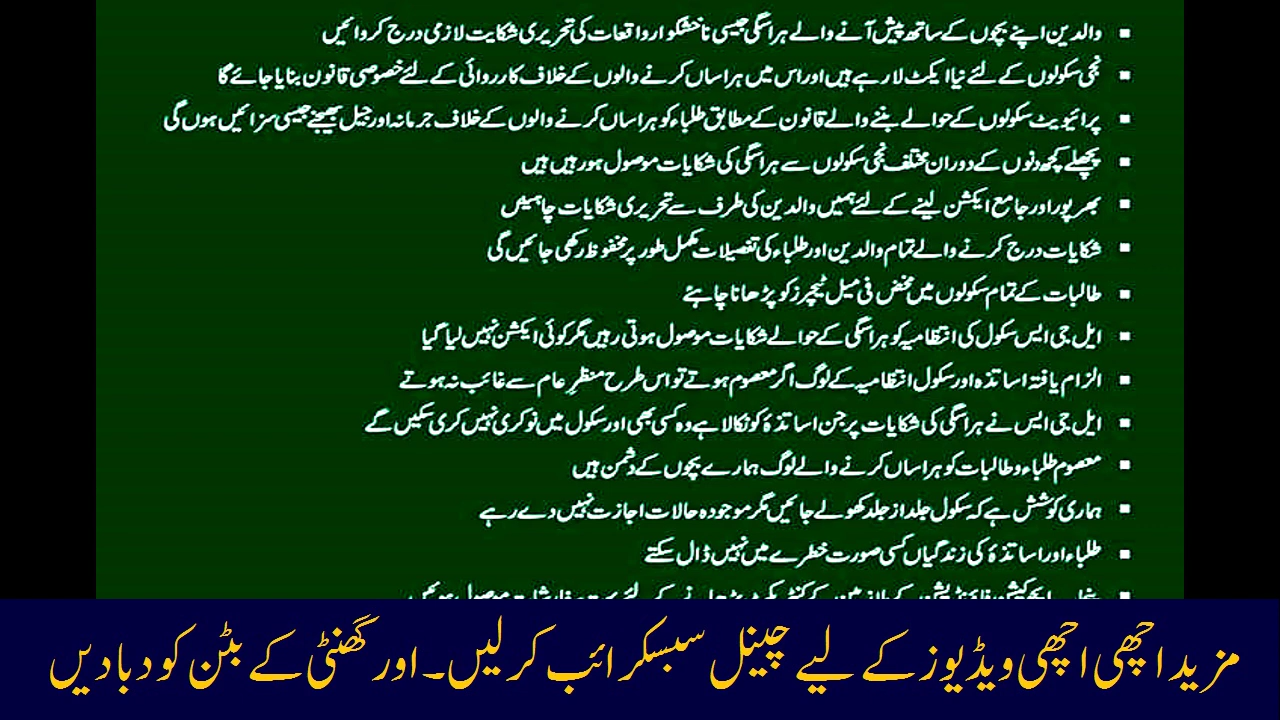 ▪ والدین اپنے بچوں کے ساتھ پیش آنے والے ہراسگی جیسی ناخشگوار واقعات کی تحریری شکایت لازمی درج کروائیں
▪ نجی سکولوں کے لئے نیا ایکٹ لا رہے ہیں اور اس میں ہراساں کرنے والوں کے خلاف کارروائی کے لئے خصوصی قانون بنایا جائے گا
▪ پرائیویٹ سکولوں کے حوالے بننے والے قانون کے مطابق طلباء کو ہراساں کرنے والوں کے خلاف جرمانہ اور جیل بھیجنے جیسی سزائیں ہوں گی
▪ پچھلے کچھ دنوں کے دوران مختلف نجی سکولوں سے ہراسگی کی شکایات موصول ہو رہیں ہیں
▪ بھرپور اور جامع ایکشن لینے کے لئے ہمیں والدین کی طرف سے تحریری شکایات چاہیئں
▪ شکایات درج کرنے والے تمام والدین اور طلباء کی تفصیلات مکمل طور پر محفوظ رکھی جائیں گی
▪ طالبات کے تمام سکولوں میں محض فی میل ٹیچرز کو پڑھانا چاہئے
▪ ایل جی ایس سکول کی انتظامیہ کو ہراسگی کے حوالے شکایات موصول ہوتی رہیں مگر کوئی ایکشن نہیں لیا گیا
▪ الزام یافتہ اساتذہ اور سکول انتظامیہ کے لوگ اگر معصوم ہوتے تو اس طرح منظرِ عام سے غائب نہ ہوتے
▪ ایل جی ایس نے ہراسگی کی شکایات پر جن اساتذۂ کو نکالا ہے وہ کسی بھی اور سکول میں نوکری نہیں کری سکیں گے
▪ معصوم طلباء و طالبات کو ہراساں کرنے والے لوگ ہمارے بچوں کے دشمن ہیں
▪ ہماری کوشش ہے کہ سکول جلد از جلد کھولے جائیں مگر موجودہ حالات اجازت نہیں دے رہے
▪ طلباء اور اساتذۂ کی زندگیاں کسی صورت خطرے میں نہیں ڈال سکتے
مزید اچھی اچھی ویڈیوز کے لیے چینل سبسکرائب کرلیں۔ اور گھنٹی کے بٹن کو دبا دیں